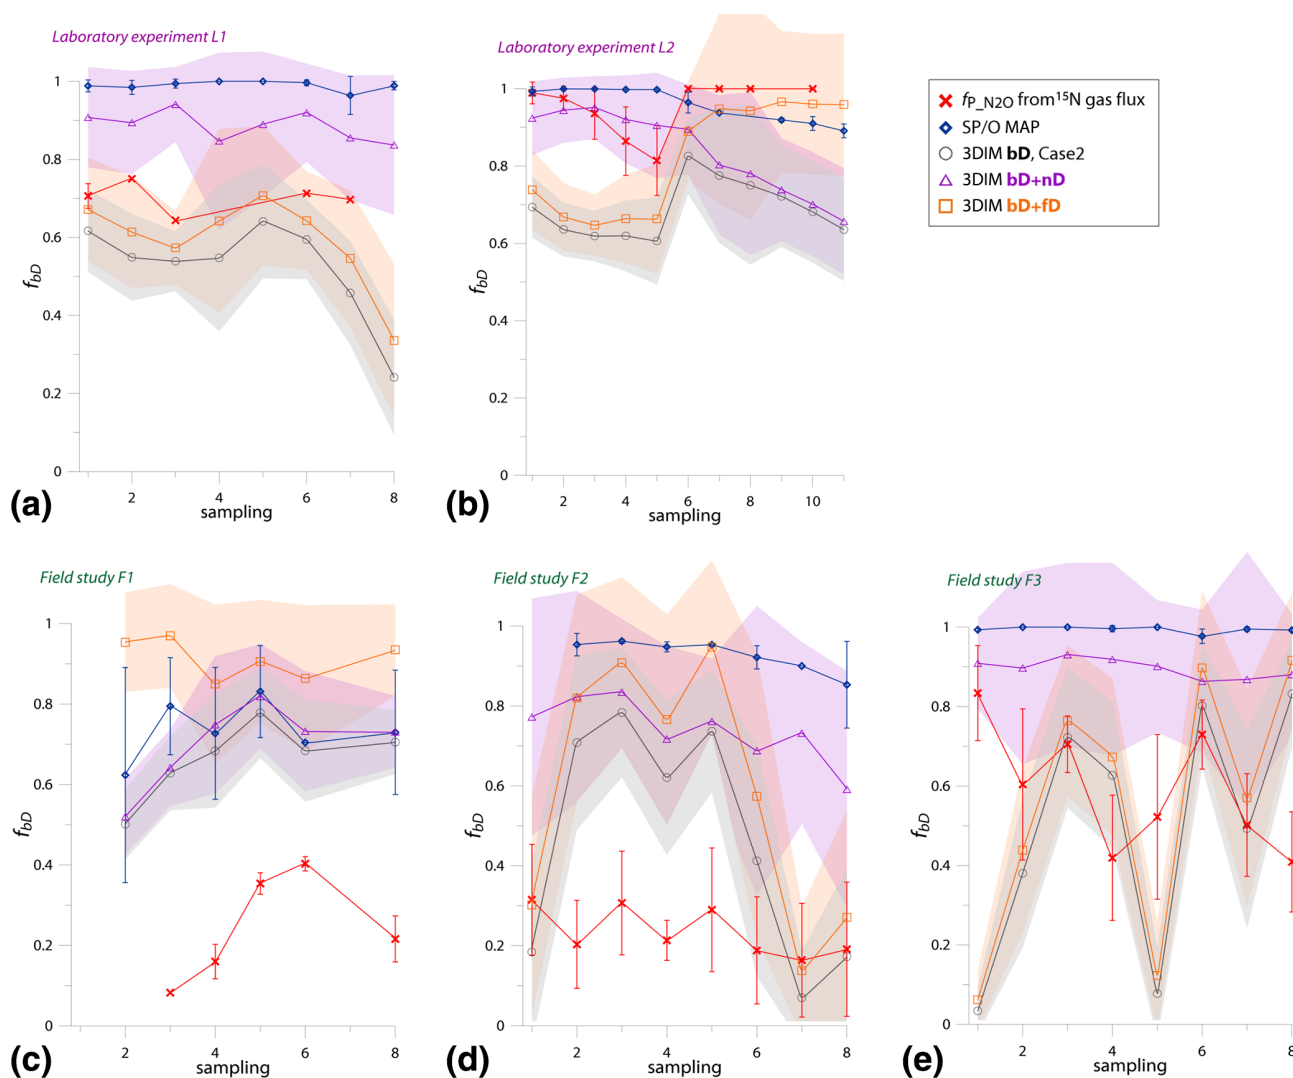 Laboratory experiment L1
1
0.8
0.6
0.4
0.2
0
fbD
2
4
6
8
sampling
(a)
Laboratory experiment L2
1
0.8
0.6
0.4
0.2
0
fbD
2
4
6
8
10
sampling
(b)
fP_N2O from 15N gas flux
SP/O MAP
3DIM bD, Case2
3DIM bD+nD
3DIM bD+fD
Field study F1
1
0.8
0.6
0.4
0.2
0
fbD
2
4
6
8
sampling
(c)
Field study F2
1
0.8
0.6
0.4
0.2
0
fbD
2
4
6
8
sampling
(d)
Field study F3
1
0.8
0.6
0.4
0.2
0
fbD
2
4
6
8
sampling
(e)